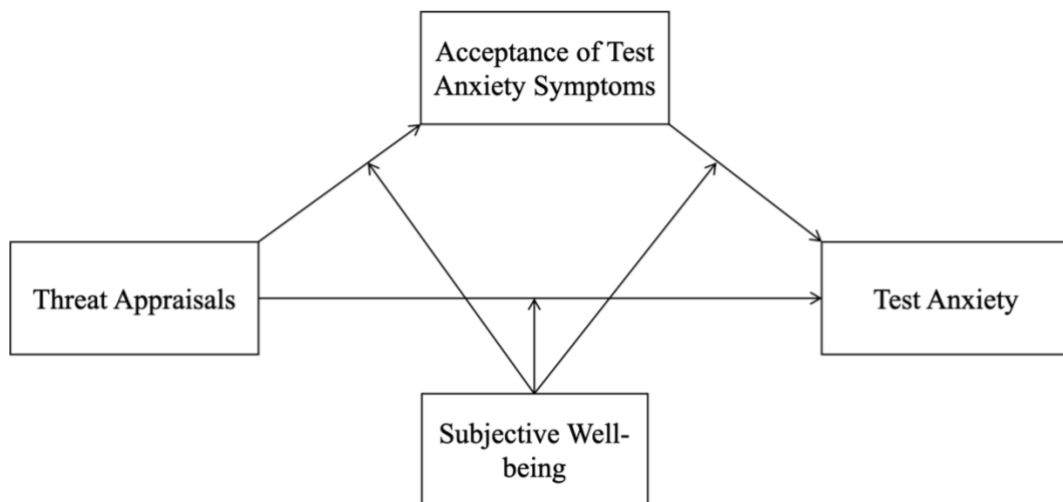 Acceptance of Test
Anxiety Symptoms
Threat Appraisals
Test Anxiety
Subjective Well-
being